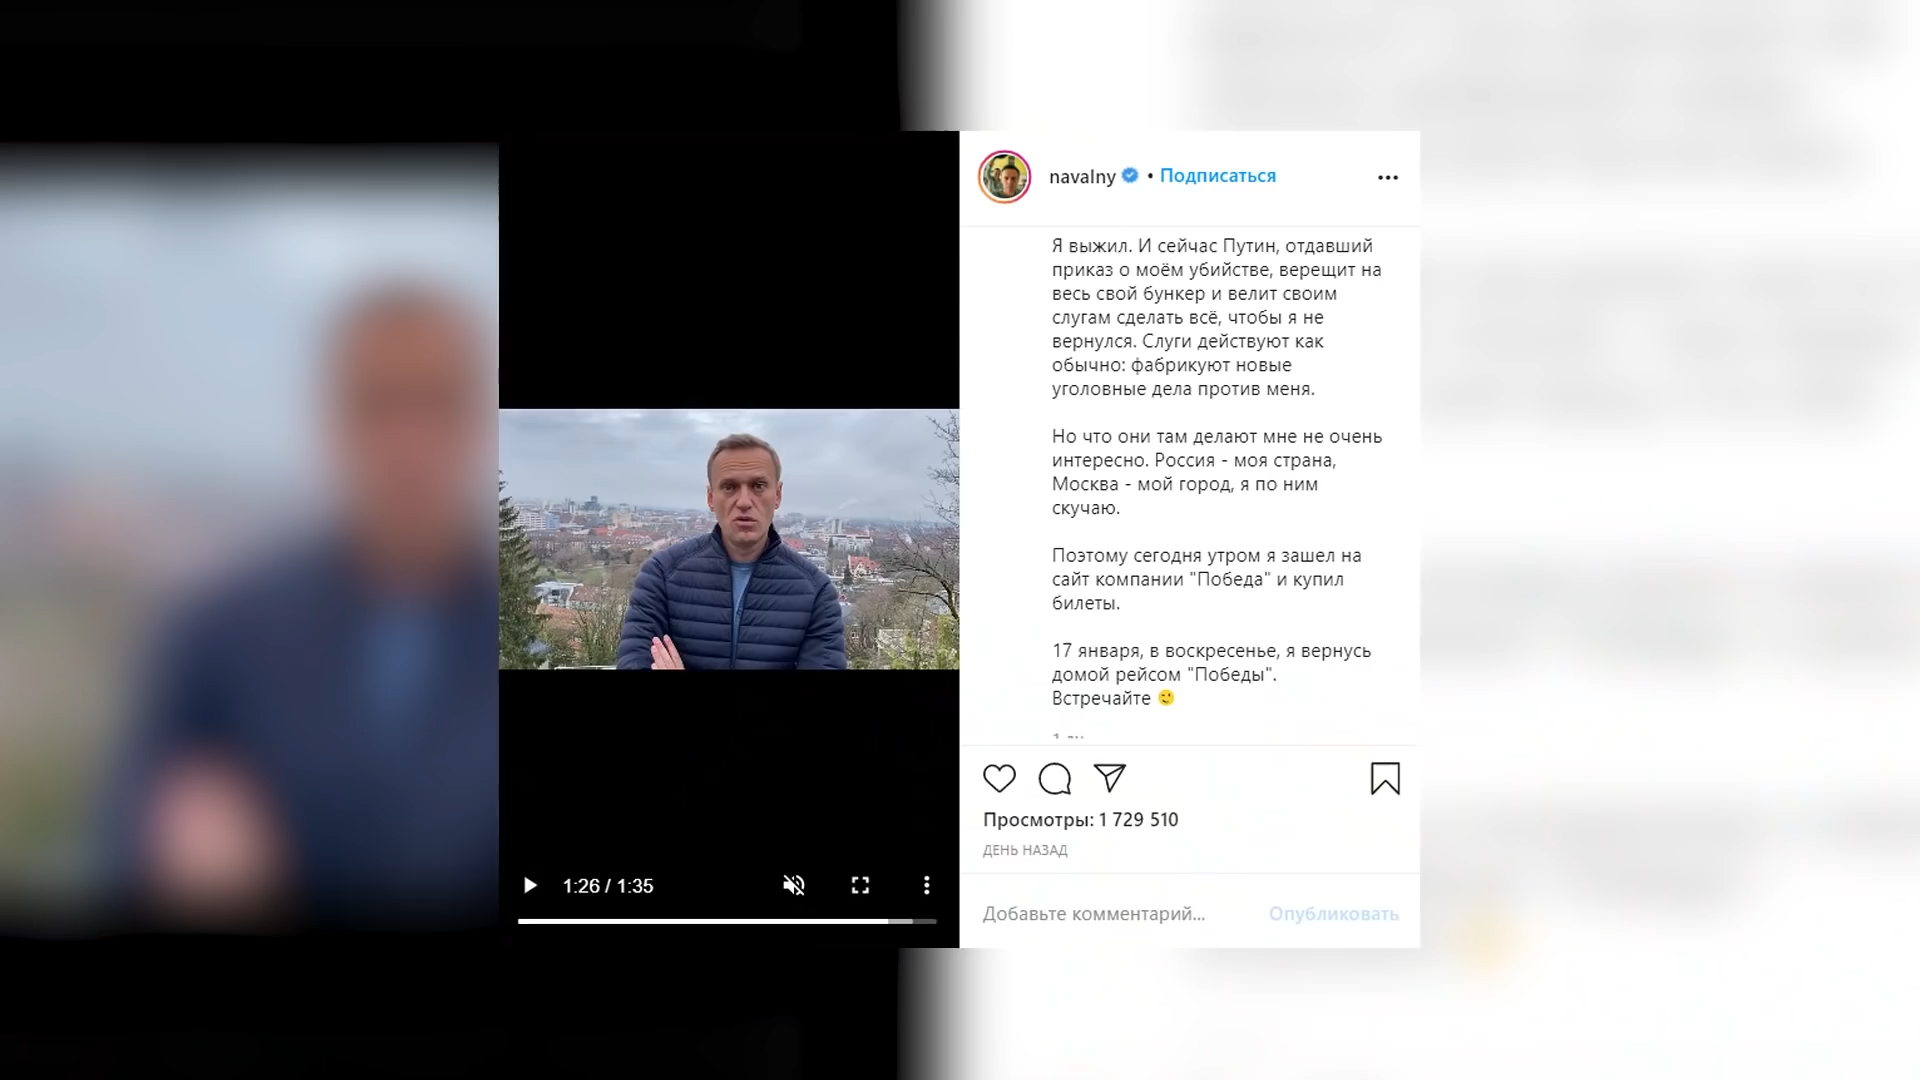 navalny • Подписаться
Я выжил. И сейчас Путин, отдавший
приказ о моём убийстве, верещит на
весь свой бункер и велит своим
слугам сделать всё, чтобы я не
вернулся. Слуги действуют как
обычно: фабрикуют новые
уголовные дела против меня.
Но что они там делают мне не очень
интересно. Россия - моя страна,
Москва - мой город, я по ним
скучаю.
Поэтому сегодня утром я зашел на
сайт компании "Победа" и купил
билеты.
17 января, в воскресенье, я вернусь
домой рейсом "Победы".
Встречайте 😉
Просмотры: 1 729 510
ДЕНЬ НАЗАД
1:26 / 1:35
Добавьте комментарий... Опубликовать